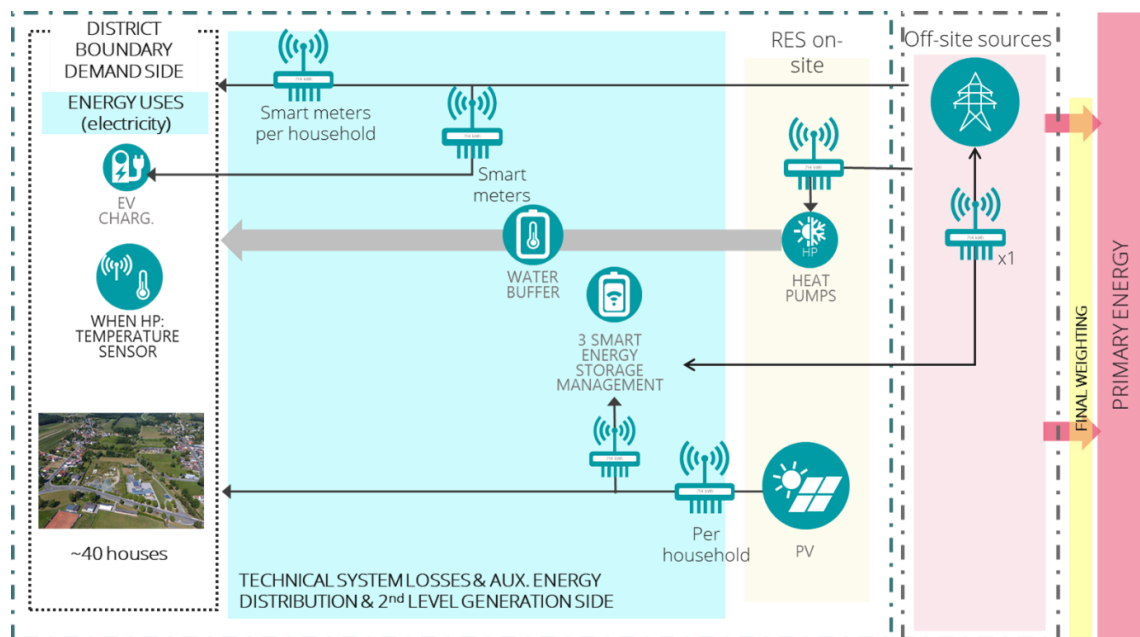 DISTRICT
BOUNDARY
DEMAND SIDE
ENERGY USES
(electricity)
EV
CHARG.
WHEN HP:
TEMPERATURE
SENSOR
~40 houses
Smart meters
per household
Smart
meters
WATER
BUFFER
3 SMART
ENERGY
STORAGE
MANAGEMENT
TECHNICAL SYSTEM LOSSES & AUX. ENERGY
DISTRIBUTION & 2nd LEVEL GENERATION SIDE
RES on-
site
HP
HEAT
PUMPS
Per
household
PV
Off-site sources
x1
FINAL WEIGHTING
PRIMARY ENERGY